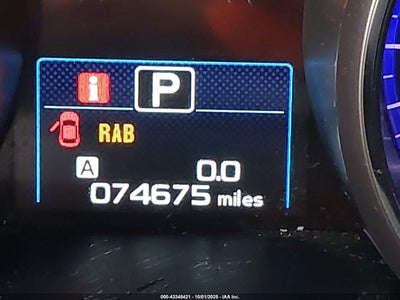 i P
RAB
A 0.0
074675 miles
000-43348421 - 10/01/2025 - IAA Inc.